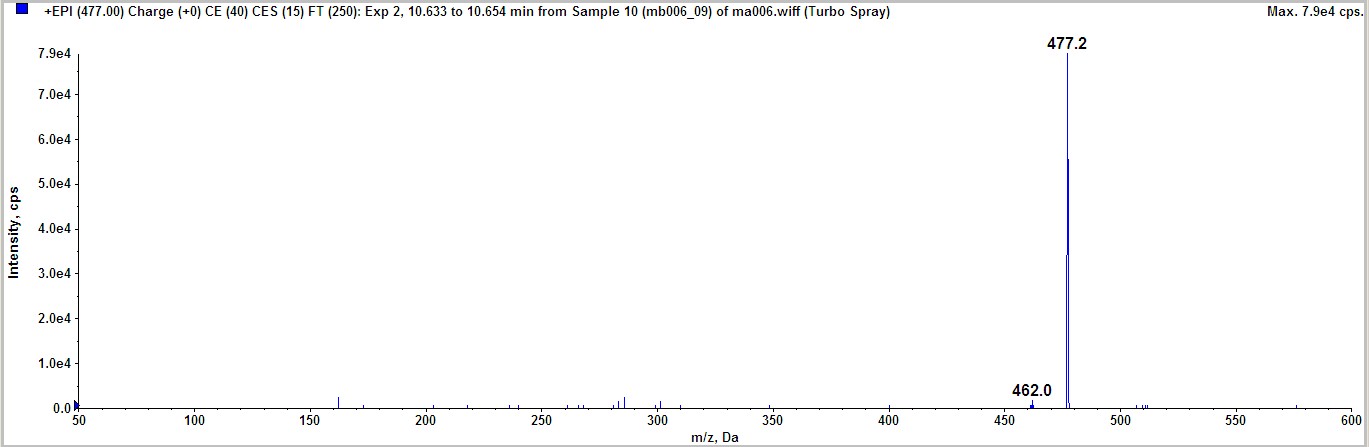 +EPI (477.00) Charge (+0) CE (40) CES (15) FT (250): Exp 2, 10.633 to 10.654 min from Sample 10 (mb006_09) of ma006.wiff (Turbo Spray)
Max. 7.9e4 cps.
477.2
7.9e4
7.0e4
6.0e4
5.0e4
4.0e4
3.0e4
2.0e4
1.0e4
0.0
Intensity, cps
462.0
50 100 150 200 250 300 350 400 450 500 550 600
m/z, Da